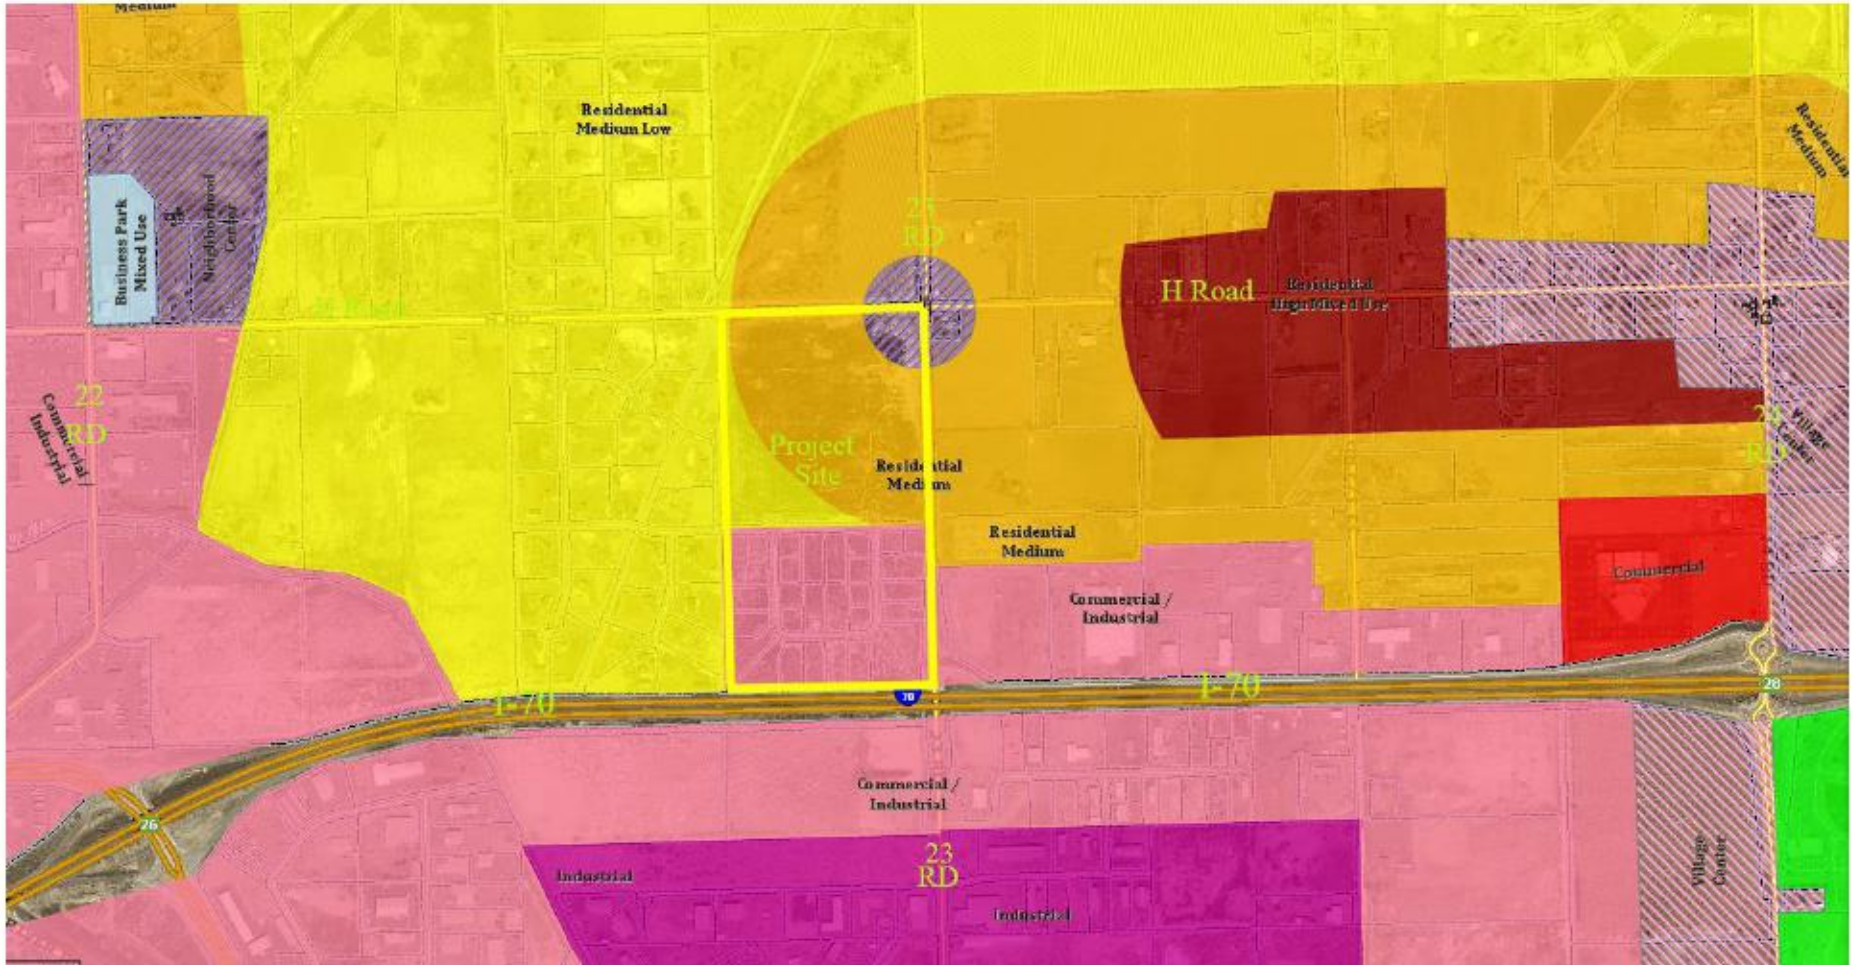 Medium
Residential
Medium Low
Residential
Medium
Business Park
Mixed Use
Neighborhood
Center
23
RD
H Road
H Road
Residential
High Mixed Use
22
RD
Commercial
Industrial
Project
Site
Residential
Medium
24
RD
Village
Center
Residential
Medium
Commercial
Commercial /
Industrial
I-70
70
I-70
28
Commercial /
Industrial
26
23
RD
Industrial
Industrial
Village
Center